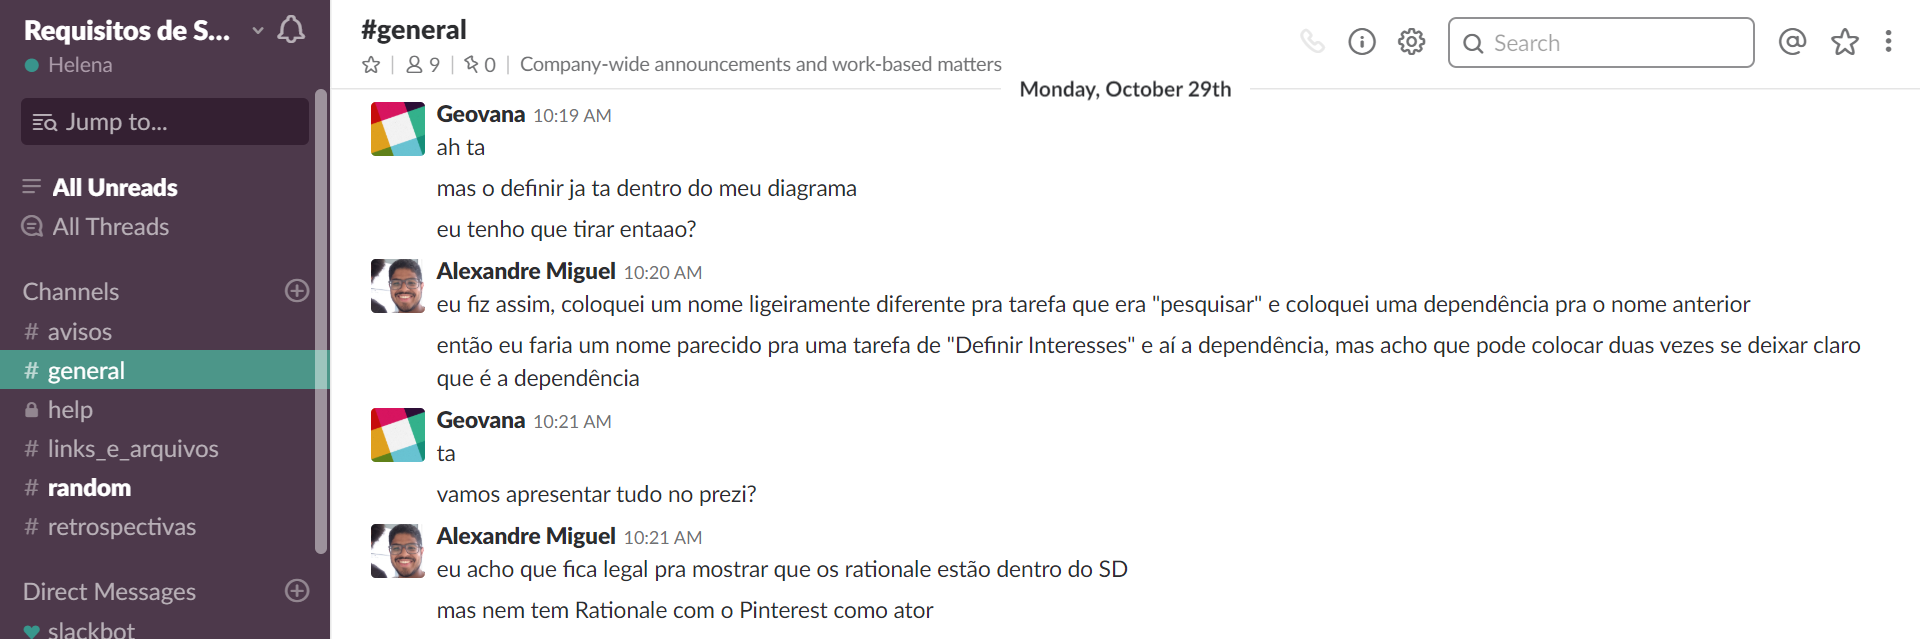 Requisitos de S...
Helena
Jump to...
All Unreads
All Threads
Channels
# avisos
# general
help
# links_e_arquivos
# random
# retrospectivas
Direct Messages
slackbot
#general
9 | 0 | Company-wide announcements and work-based matters
Search
Monday, October 29th
Geovana 10:19 AM
ah ta
mas o definir ja ta dentro do meu diagrama
eu tenho que tirar entaao?
Alexandre Miguel 10:20 AM
eu fiz assim, coloquei um nome ligeiramente diferente pra tarefa que era "pesquisar" e coloquei uma dependência pra o nome anterior
então eu faria um nome parecido pra uma tarefa de "Definir Interesses" e aí a dependência, mas acho que pode colocar duas vezes se deixar claro
que é a dependência
Geovana 10:21 AM
ta
vamos apresentar tudo no prezi?
Alexandre Miguel 10:21 AM
eu acho que fica legal pra mostrar que os rationale estão dentro do SD
mas nem tem Rationale com o Pinterest como ator